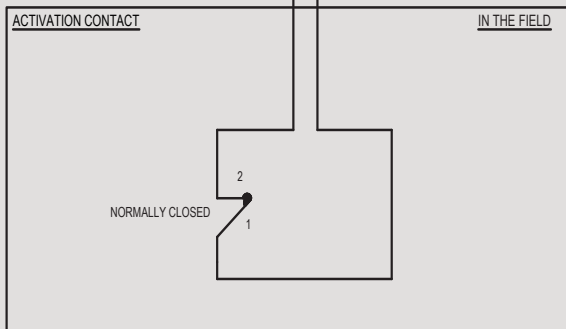 ACTIVATION CONTACT
IN THE FIELD
2
NORMALLY CLOSED
1